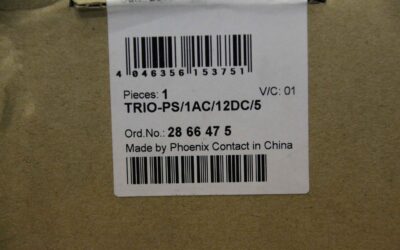 4 046356 153751
Pieces: 1 V/C: 01
TRIO-PS/1AC/12DC/5
Ord.No.: 28 66 47 5
Made by Phoenix Contact in China